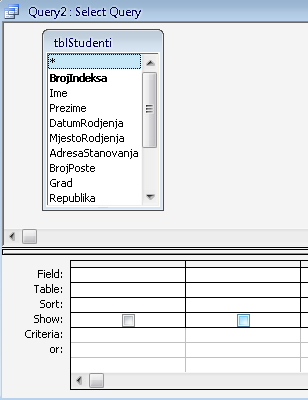 Query2 : Select Query
tblStudenti
*
BrojIndeksa
Ime
Prezime
DatumRodjenja
MjestoRodjenja
AdresaStanovanja
BrojPoste
Grad
Republika
Field:
Table:
Sort:
Show:
Criteria:
or: